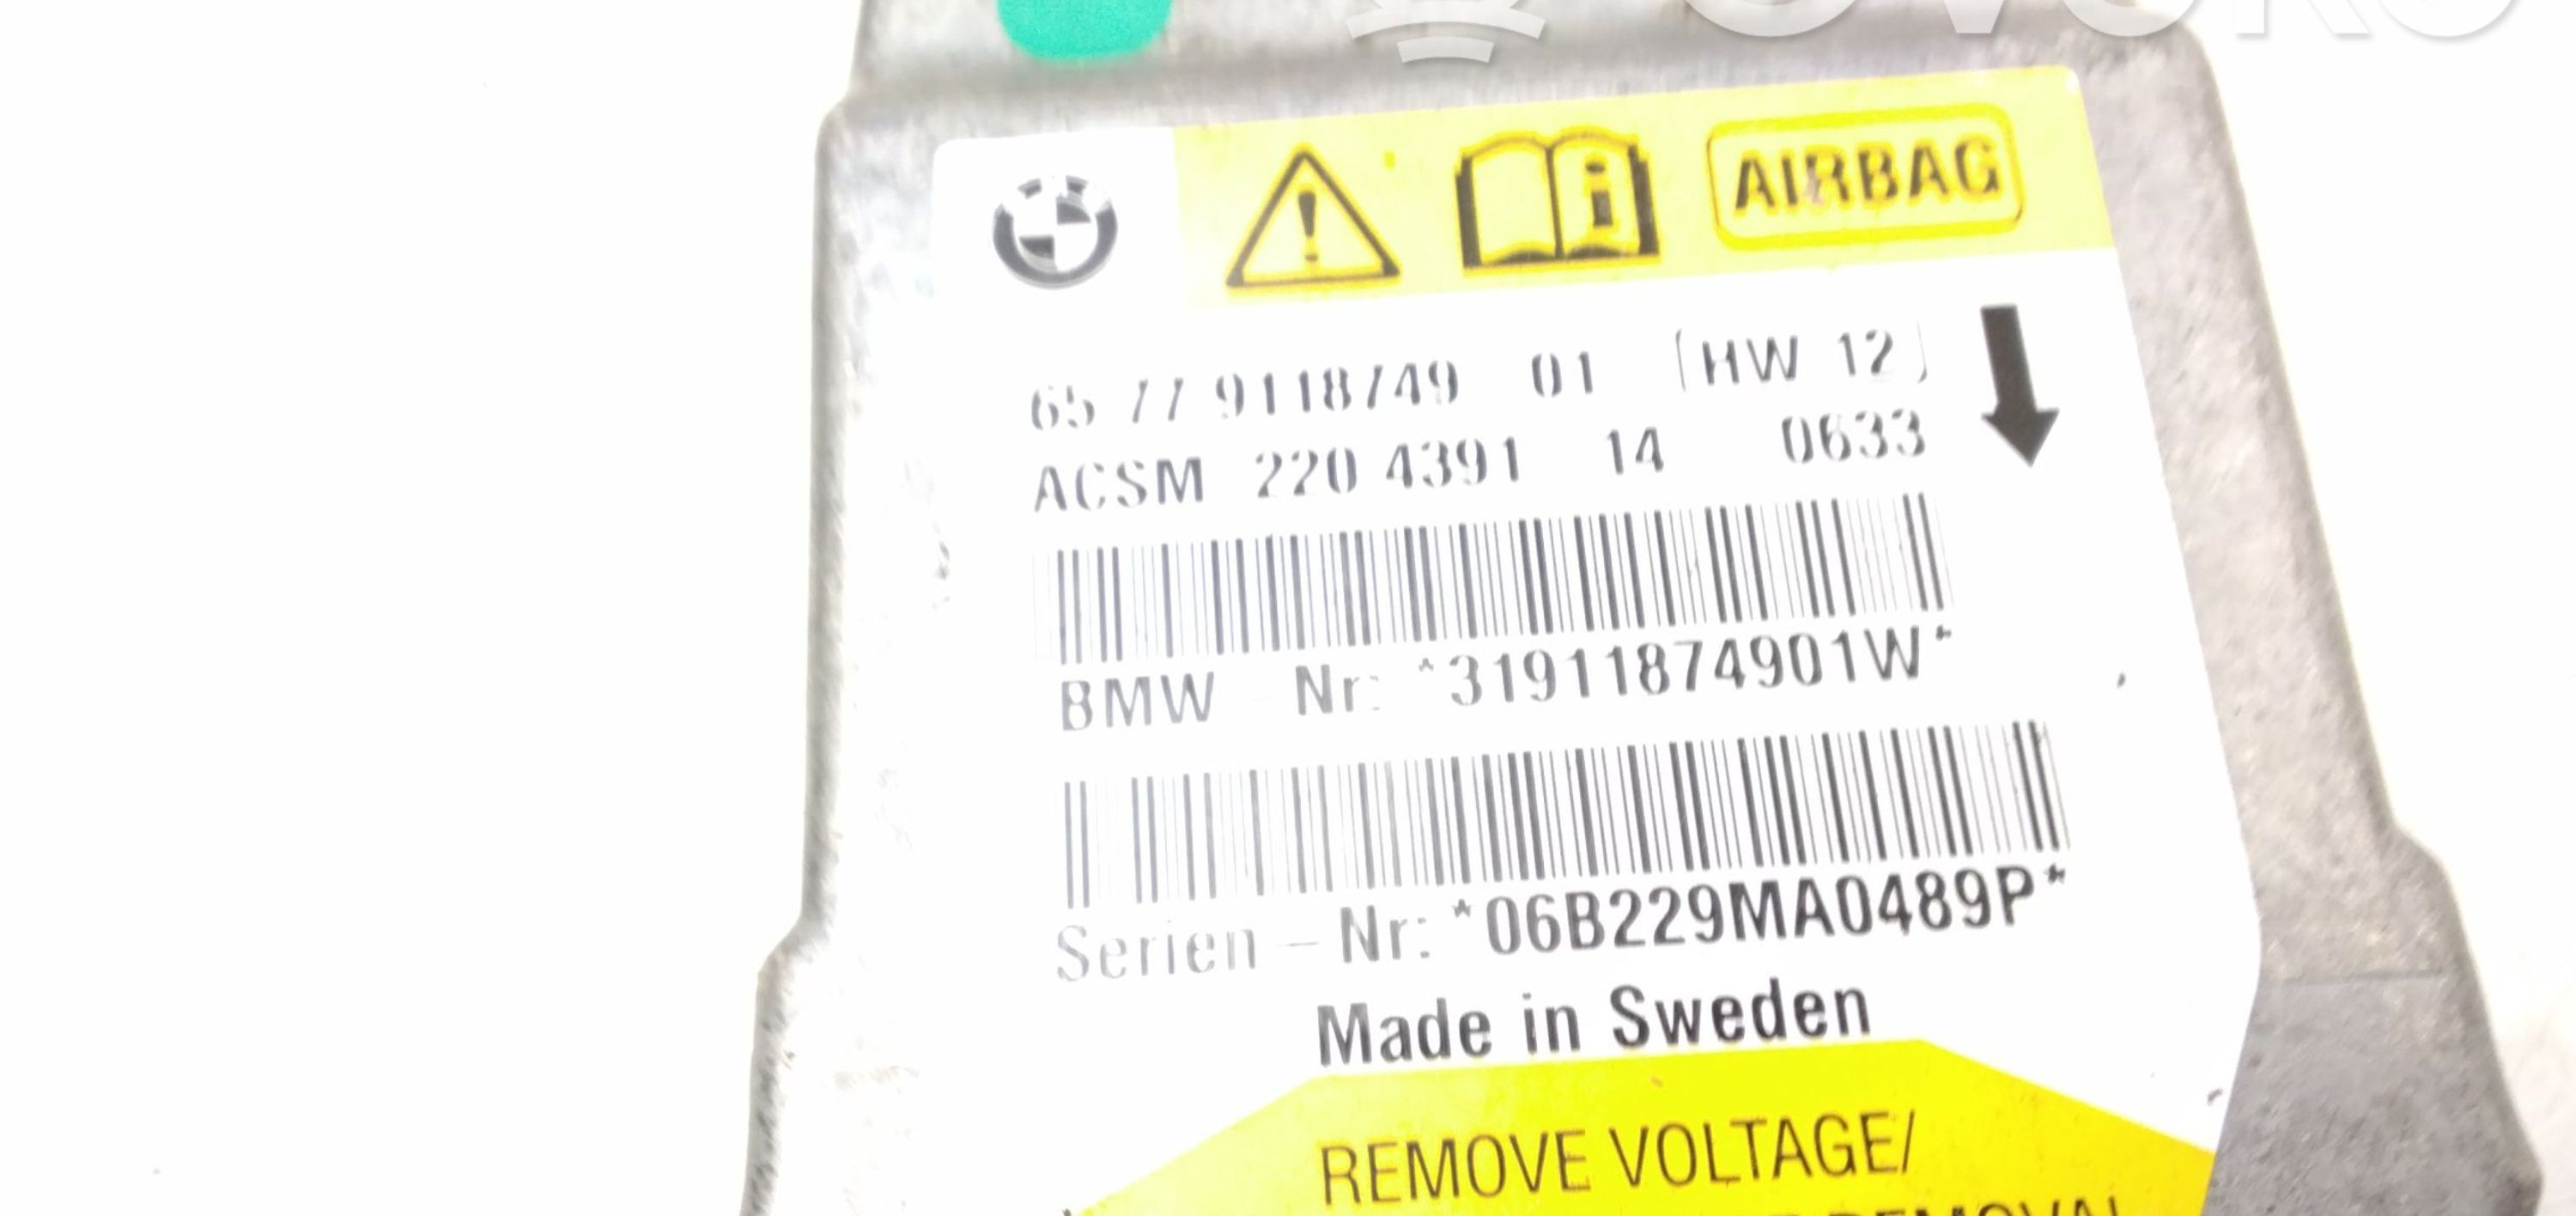 AIRBAG
65 77 9118749 01 (HW 12)
ACSM 220 4391 14 0633
BMW - Nr: *31911874901W*
Serien - Nr: *06B229MA0489P*
Made in Sweden
REMOVE VOLTAGE/
REMOVAL